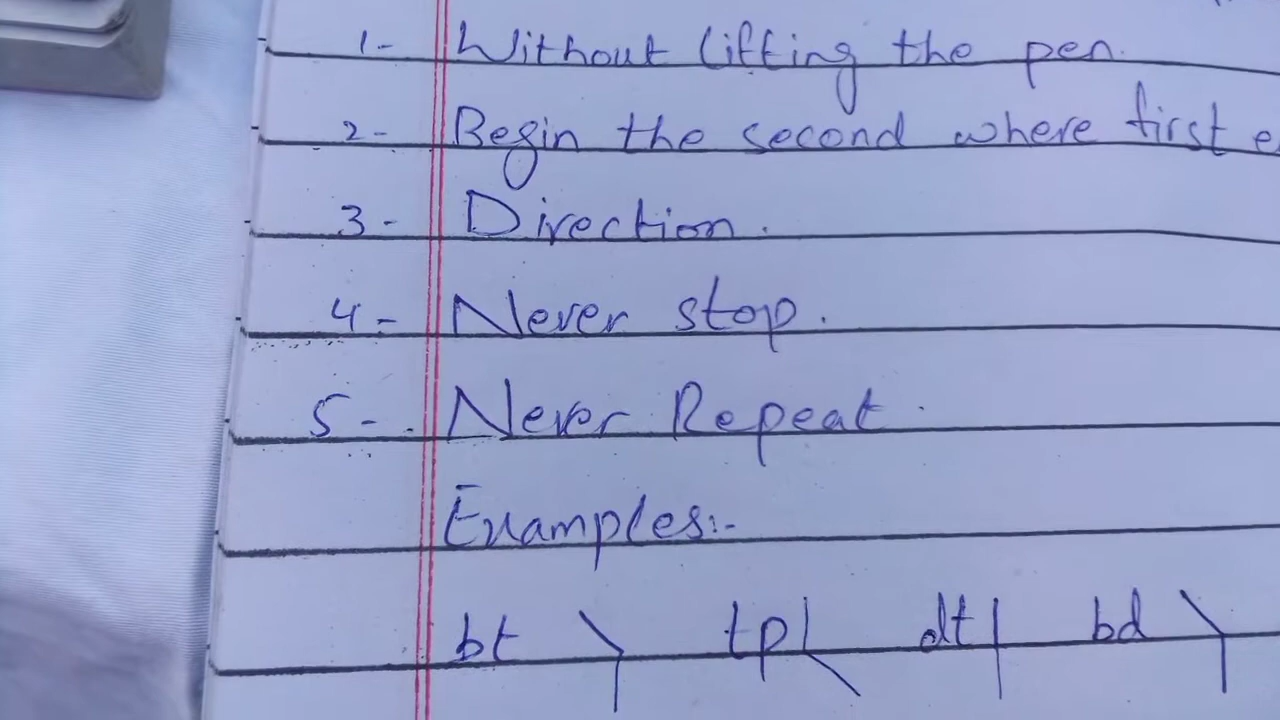 1- Without lifting the pen.
2- Begin the second where first
3- Direction.
4- Never stop.
5- Never Repeat.
Examples:-
bt tp dt bd